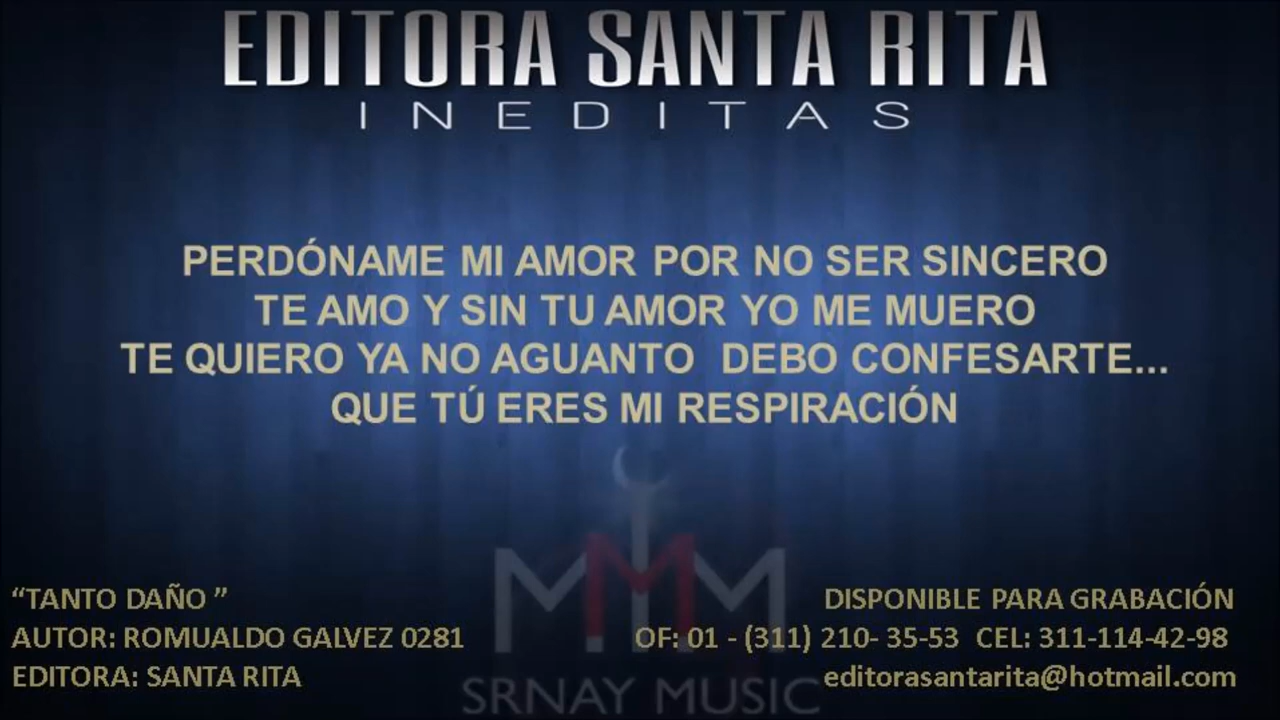 EDITORA SANTA RITA
INEDITAS
PERDÓNAME MI AMOR POR NO SER SINCERO
TE AMO Y SIN TU AMOR YO ME MUERO
TE QUIERO YA NO AGUANTO DEBO CONFESARTE...
QUE TÚ ERES MI RESPIRACIÓN
MMM
“TANTO DAÑO ”
DISPONIBLE PARA GRABACIÓN
AUTOR: ROMUALDO GALVEZ 0281
OF: 01 - (311) 210- 35-53 CEL: 311-114-42-98
EDITORA: SANTA RITA
editorasantarita@hotmail.com
SRNAY MUSIC